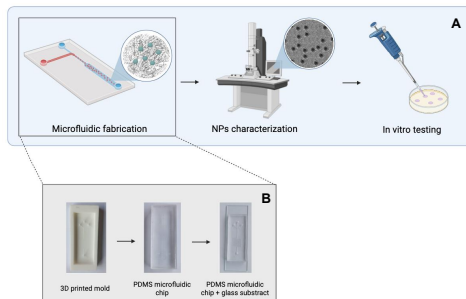 A
Microfluidic fabrication
NPs characterization
In vitro testing
B
3D printed mold
PDMS microfluidic
chip
PDMS microfluidic
chip + glass substract